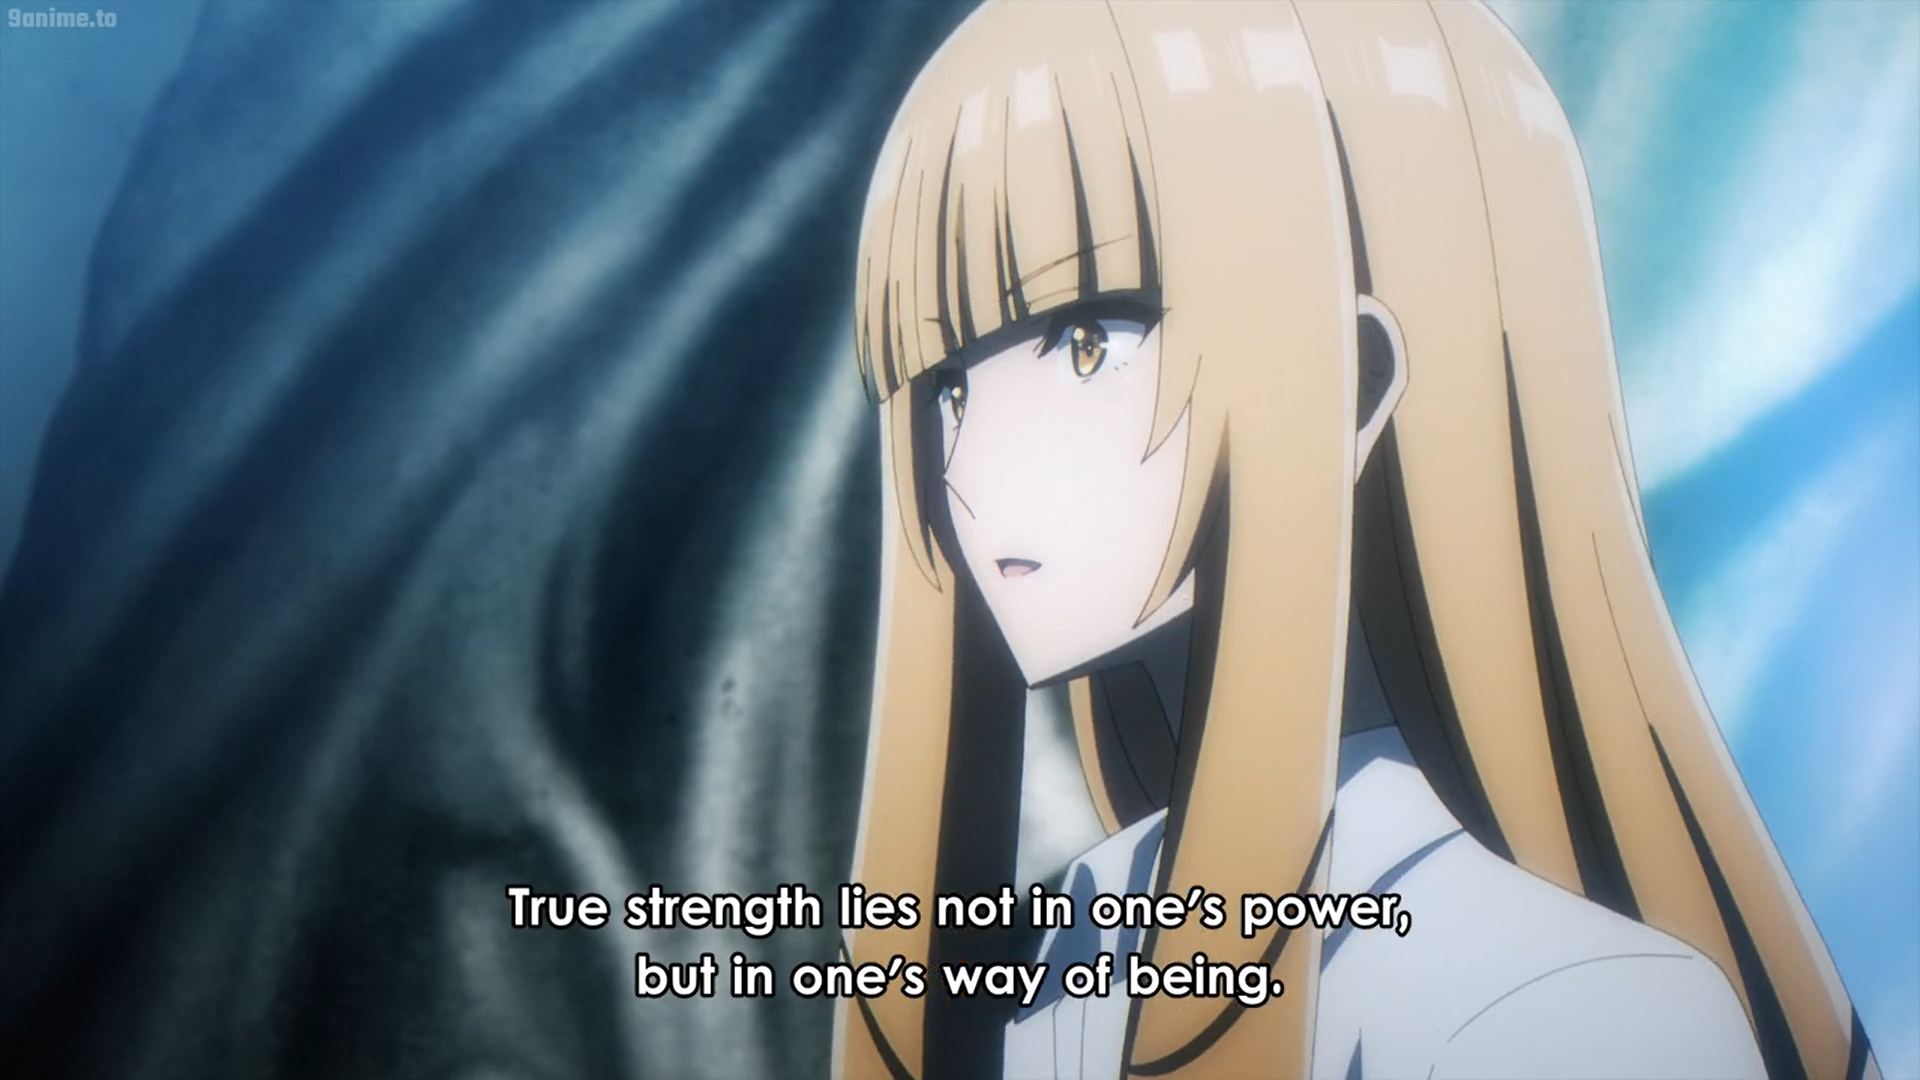 9anime.to
True strength lies not in one's power,
but in one's way of being.